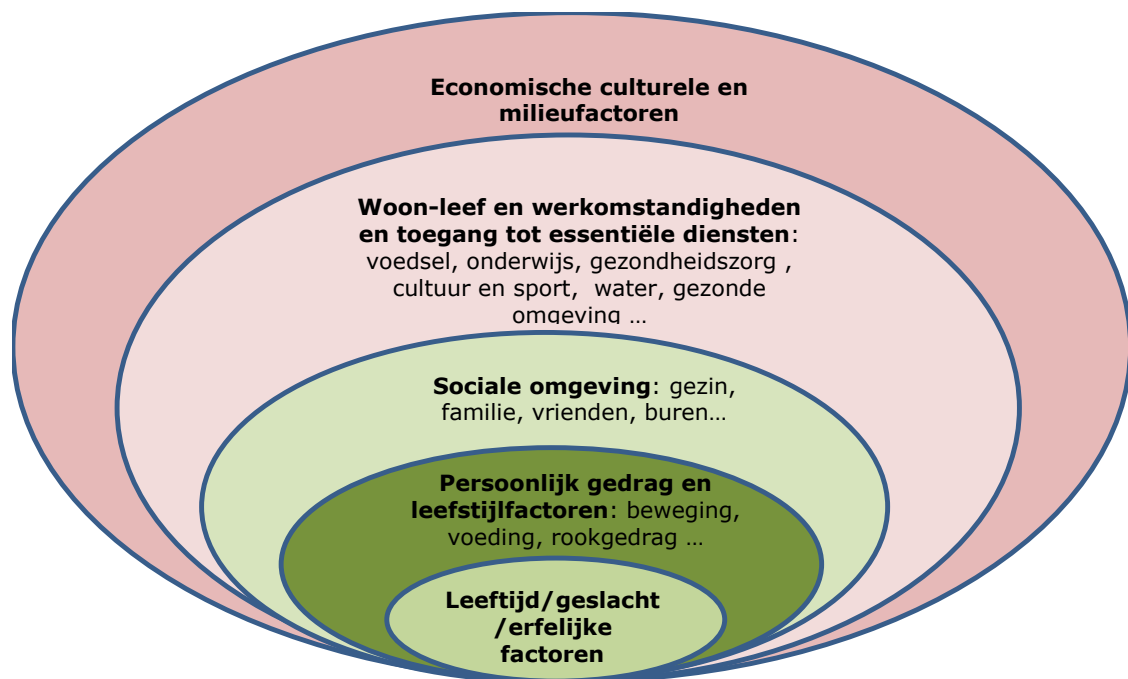 Economische culturele en
milieufactoren
Woon-leef en werkomstandigheden
en toegang tot essentiële diensten:
voedsel, onderwijs, gezondheidszorg ,
cultuur en sport, water, gezonde
omgeving ...
Sociale omgeving: gezin,
familie, vrienden, buren...
Persoonlijk gedrag en
leefstijlfactoren: beweging,
voeding, rookgedrag ...
Leeftijd/geslacht
/erfelijke
factoren